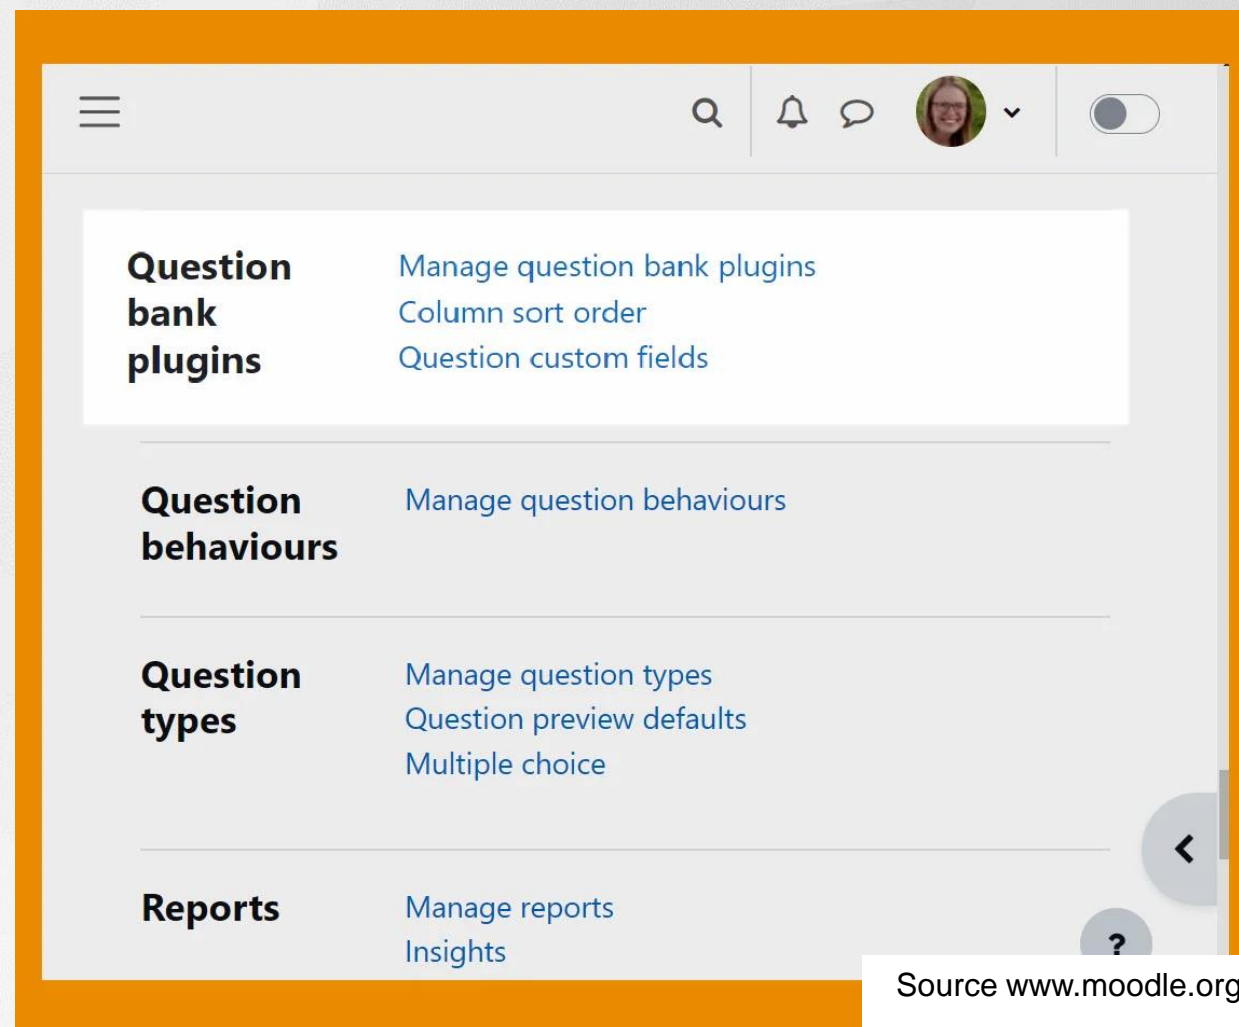 Question
bank
plugins
Manage question bank plugins
Column sort order
Question custom fields
Question
behaviours
Manage question behaviours
Question
types
Manage question types
Question preview defaults
Multiple choice
Reports
Manage reports
Insights
?
Source www.moodle.org